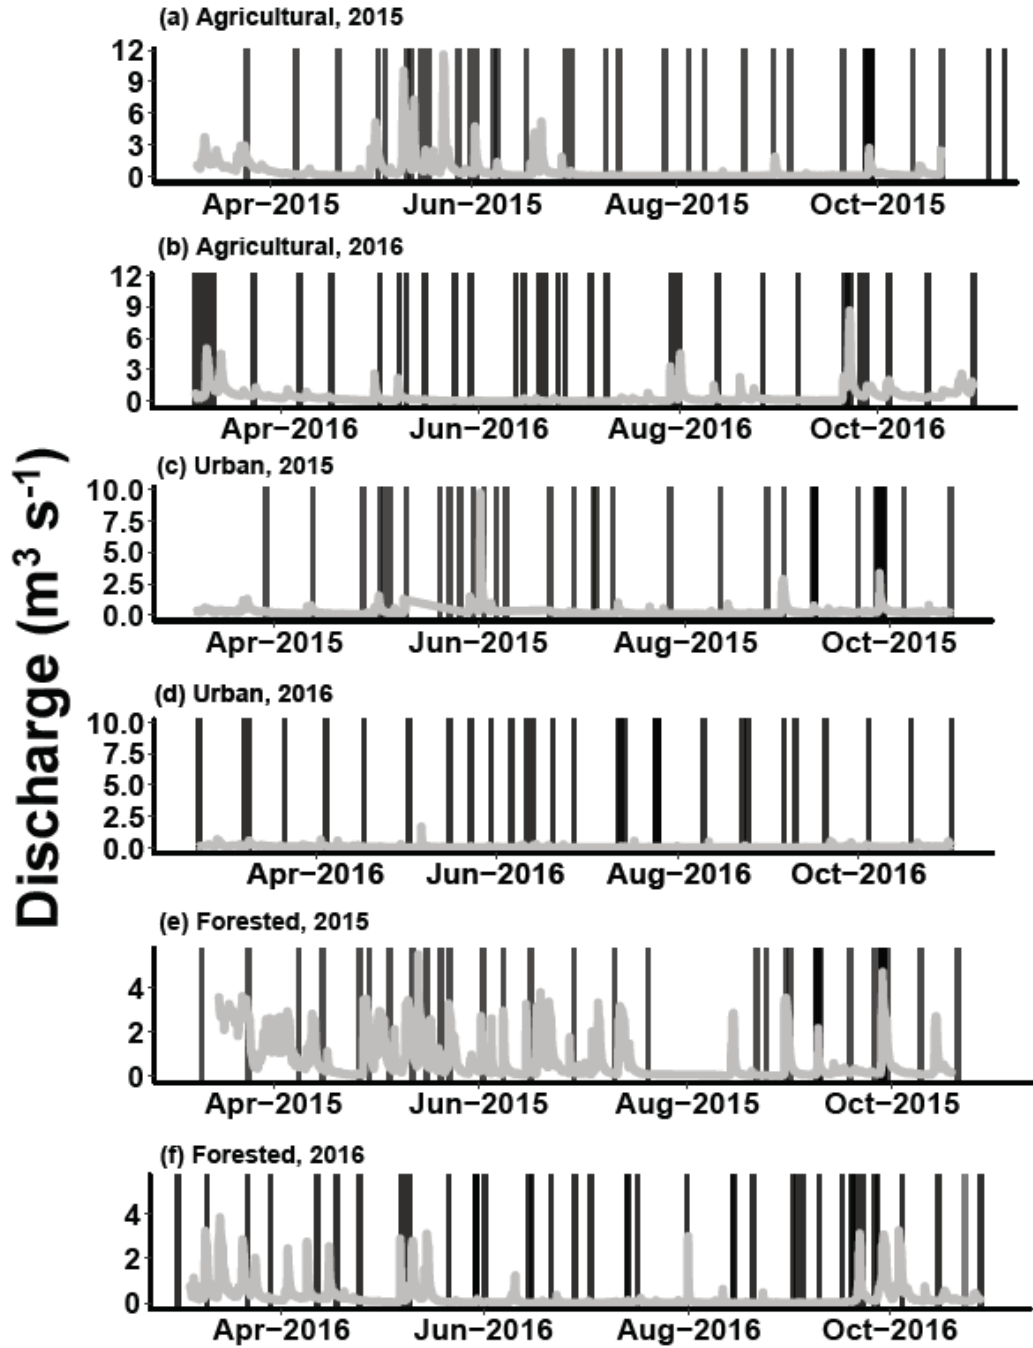 Discharge (m³ s⁻¹)
(a) Agricultural, 2015
12
9
6
3
0
Apr−2015 Jun−2015 Aug−2015 Oct−2015
(b) Agricultural, 2016
12
9
6
3
0
Apr−2016 Jun−2016 Aug−2016 Oct−2016
(c) Urban, 2015
10.0
7.5
5.0
2.5
0.0
Apr−2015 Jun−2015 Aug−2015 Oct−2015
(d) Urban, 2016
10.0
7.5
5.0
2.5
0.0
Apr−2016 Jun−2016 Aug−2016 Oct−2016
(e) Forested, 2015
4
2
0
Apr−2015 Jun−2015 Aug−2015 Oct−2015
(f) Forested, 2016
4
2
0
Apr−2016 Jun−2016 Aug−2016 Oct−2016